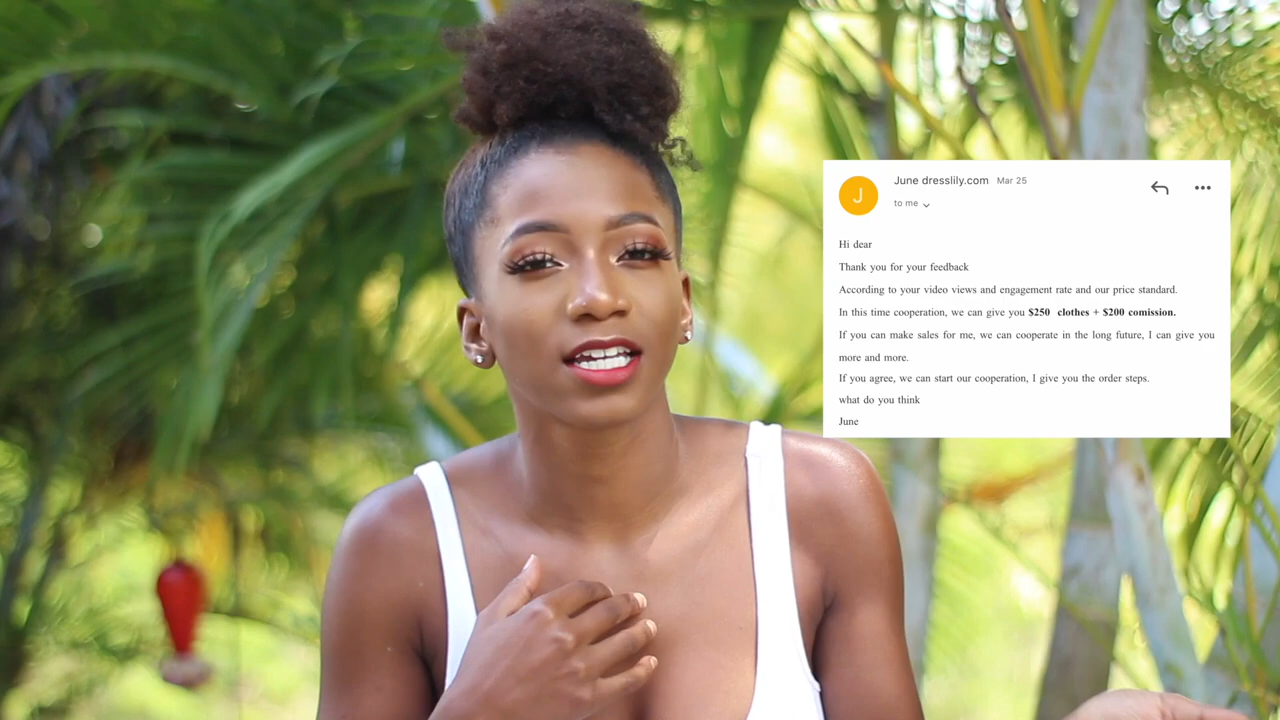 J
June dresslily.com Mar 25
to me
Hi dear
Thank you for your feedback
According to your video views and engagement rate and our price standard.
In this time cooperation, we can give you $250 clothes + $200 comission.
If you can make sales for me, we can cooperate in the long future, I can give you
more and more.
If you agree, we can start our cooperation, I give you the order steps.
what do you think
June